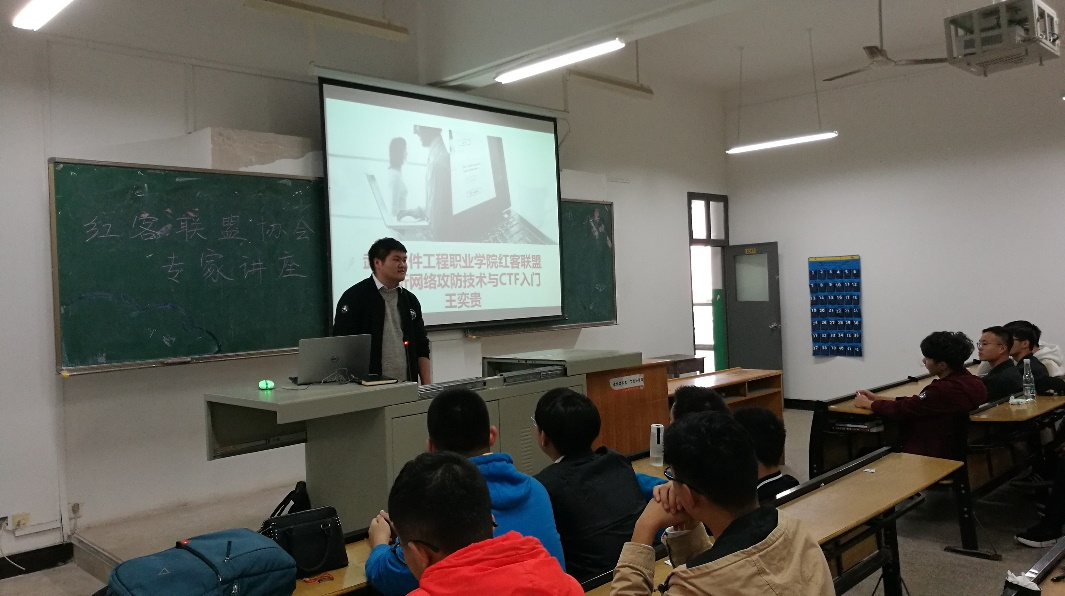 红客联盟协会
专家讲座
件工程职业学院红客联盟
网络攻防技术与CTF入门
王奕贵